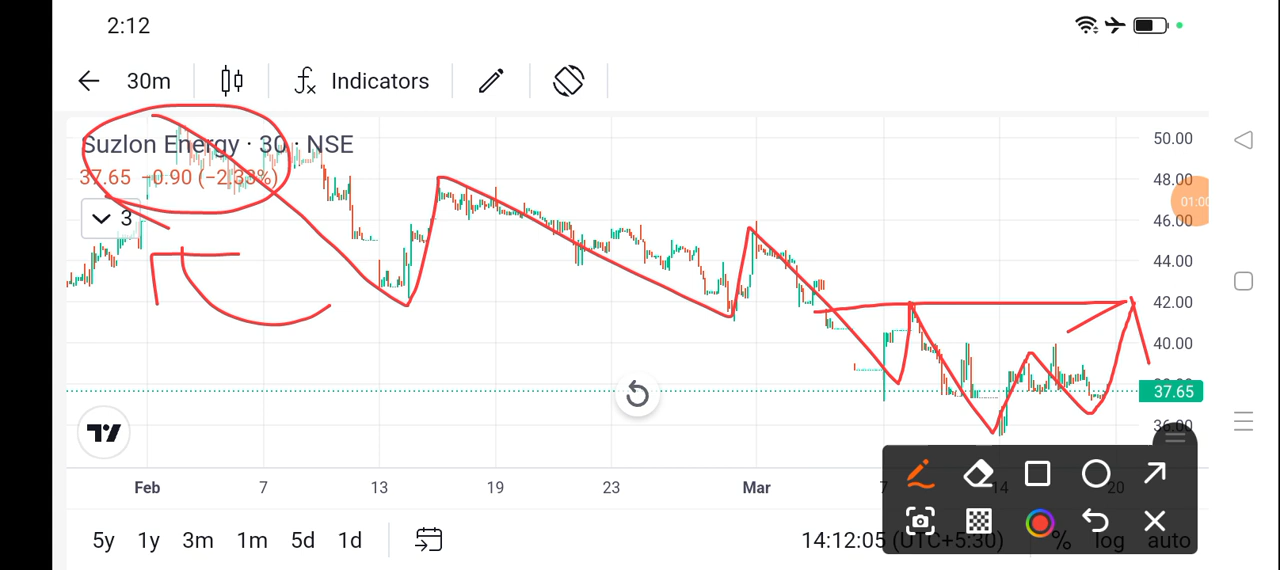 2:12
30m
Indicators
Suzlon Energy · 30 · NSE
37.65 −0.90 (−2.33%)
3
50.00
48.00
46.00
44.00
42.00
40.00
37.65
36.00
Feb 7 13 19 23 Mar 7 14 20
5y 1y 3m 1m 5d 1d
14:12:05 (UTC+5:30) % log auto